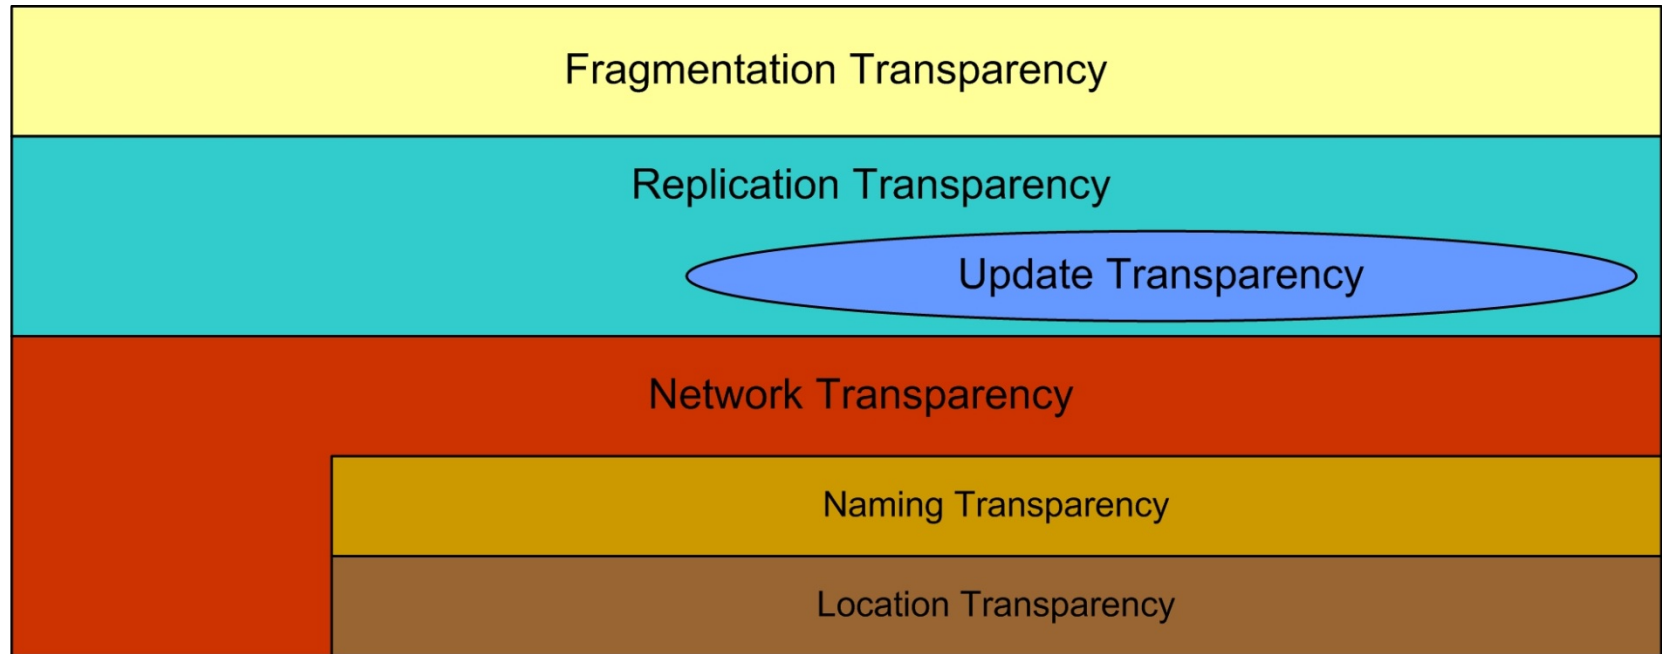 Fragmentation Transparency
Replication Transparency
Update Transparency
Network Transparency
Naming Transparency
Location Transparency